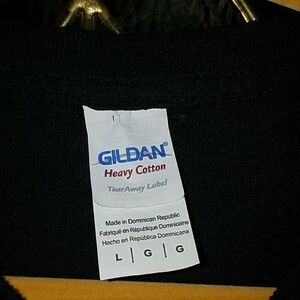 GILDAN®
Heavy Cotton
TearAway Label
Made in Dominican Republic
Fabriqué en République Dominicaine
Hecho en República Dominicana
L | G | G